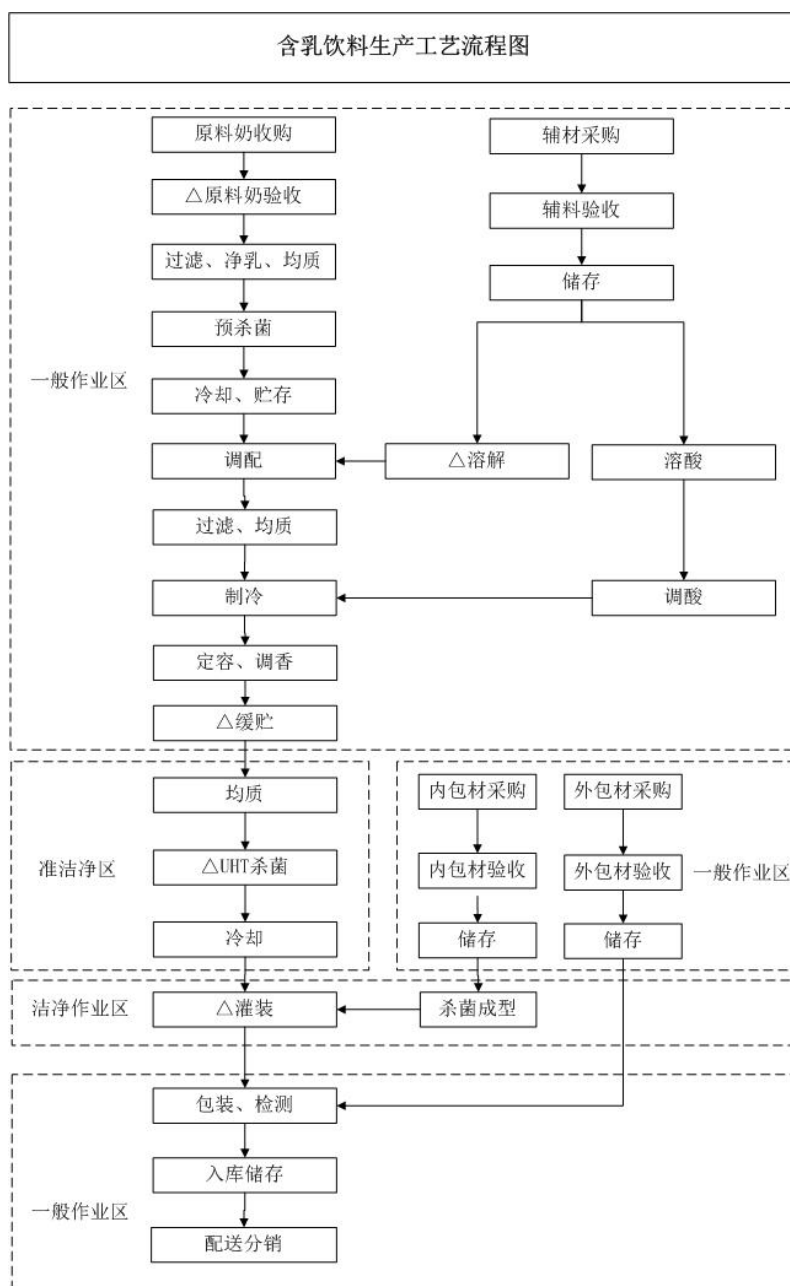 含乳饮料生产工艺流程图
原料奶收购
辅材采购
△原料奶验收
辅料验收
过滤、净乳、均质
储存
预杀菌
一般作业区
冷却、贮存
调配
△溶解
溶酸
过滤、均质
制冷
调酸
定容、调香
△缓贮
均质
内包材采购
外包材采购
准洁净区
△UHT杀菌
内包材验收
外包材验收
一般作业区
冷却
储存
储存
洁净作业区
△灌装
杀菌成型
包装、检测
入库储存
一般作业区
配送分销